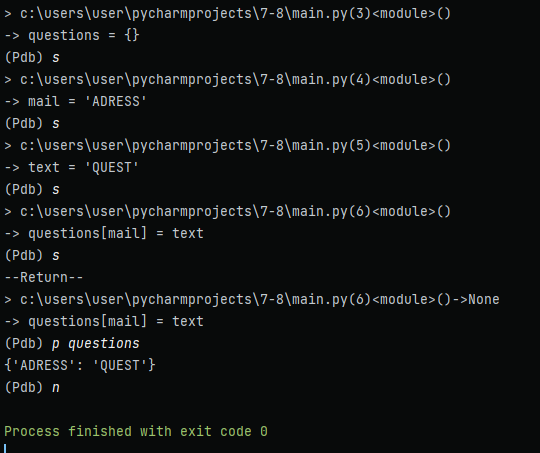 > c:\users\user\pycharmprojects\7-8\main.py(3)<module>()
-> questions = {}
(Pdb) s
> c:\users\user\pycharmprojects\7-8\main.py(4)<module>()
-> mail = 'ADRESS'
(Pdb) s
> c:\users\user\pycharmprojects\7-8\main.py(5)<module>()
-> text = 'QUEST'
(Pdb) s
> c:\users\user\pycharmprojects\7-8\main.py(6)<module>()
-> questions[mail] = text
(Pdb) s
--Return--
> c:\users\user\pycharmprojects\7-8\main.py(6)<module>()->None
-> questions[mail] = text
(Pdb) p questions
{'ADRESS': 'QUEST'}
(Pdb) n
Process finished with exit code 0